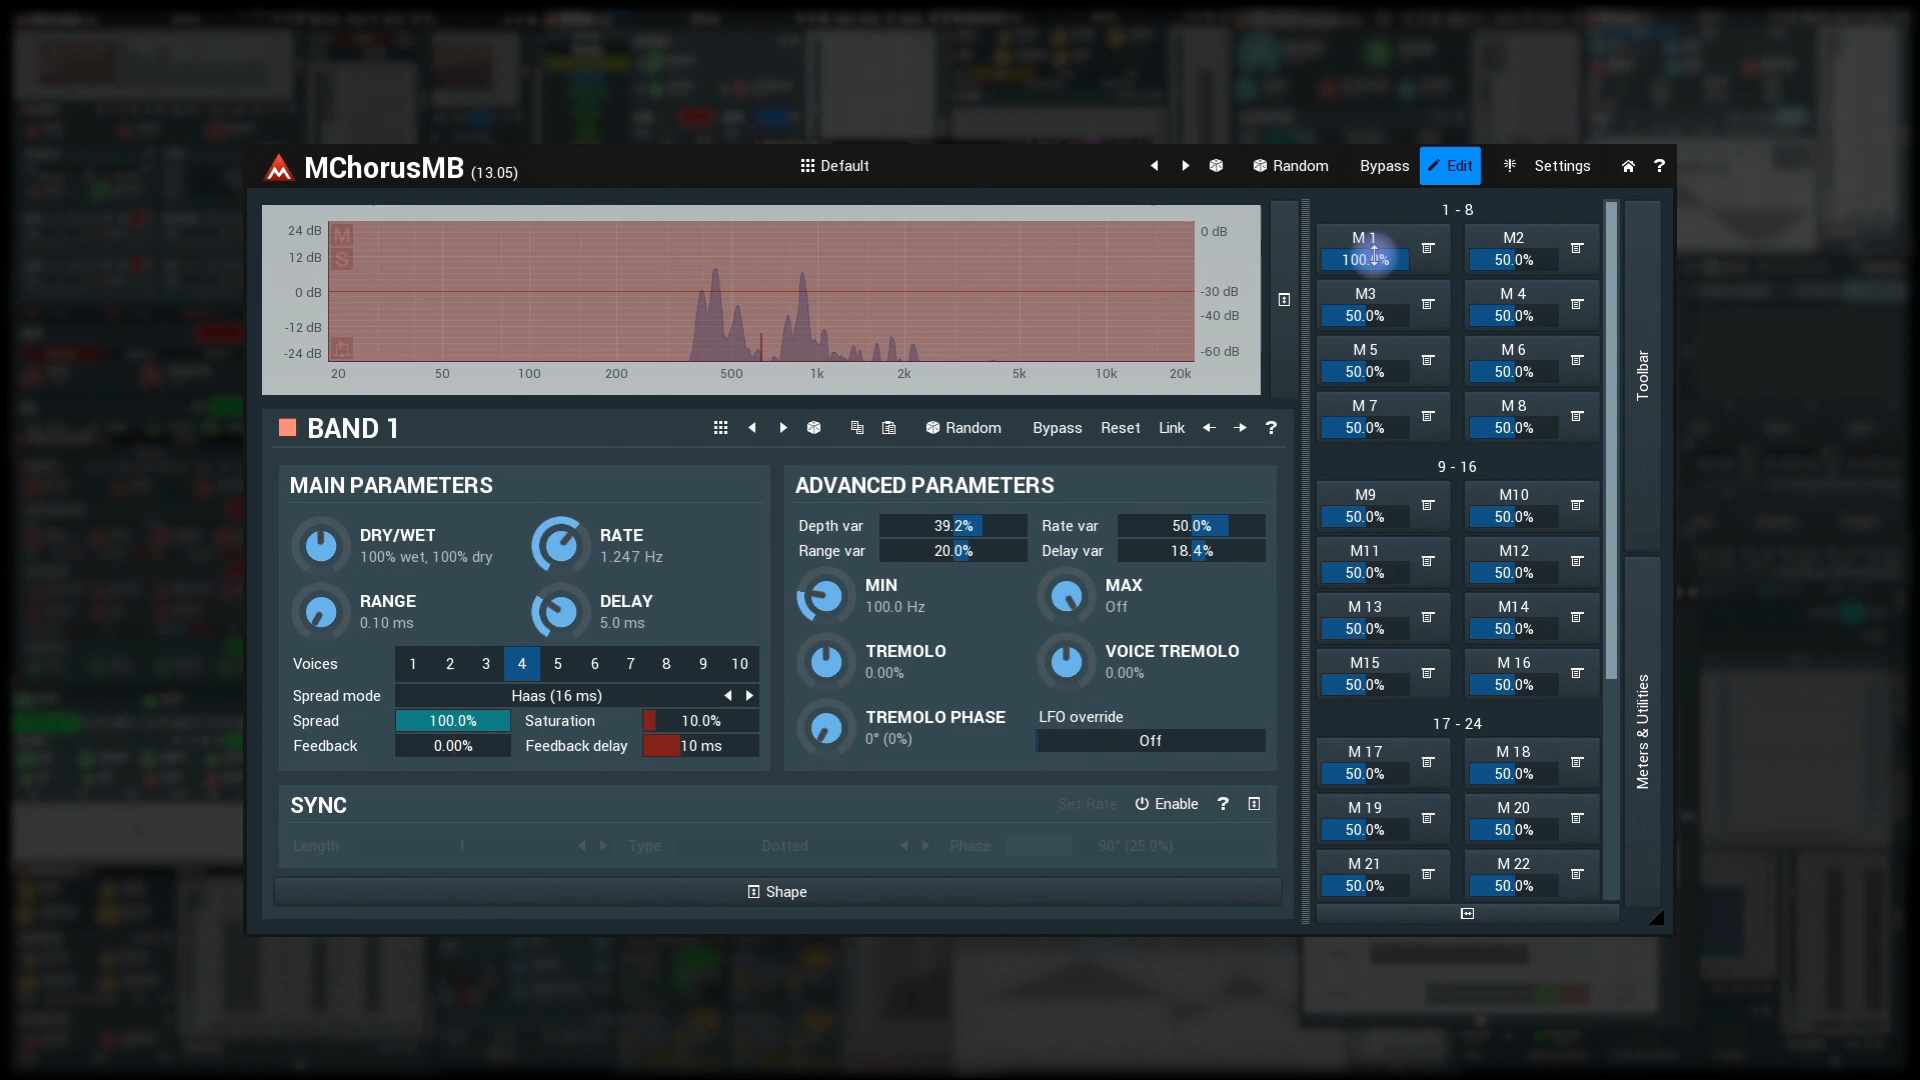 MChorusMB (13.05)
Default
Random
Bypass
Edit
Settings
?
24 dB
12 dB
0 dB
-12 dB
-24 dB
M
S
0 dB
-30 dB
-40 dB
-60 dB
20 50 100 200 500 1k 2k 5k 10k 20k
BAND 1
Random
Bypass
Reset
Link
?
MAIN PARAMETERS
DRY/WET
100% wet, 100% dry
RATE
1.247 Hz
RANGE
0.10 ms
DELAY
5.0 ms
Voices 1 2 3 4 5 6 7 8 9 10
Spread mode Haas (16 ms)
Spread 100.0% Saturation 10.0%
Feedback 0.00% Feedback delay 10 ms
ADVANCED PARAMETERS
Depth var 39.2% Rate var 50.0%
Range var 20.0% Delay var 18.4%
MIN
100.0 Hz
MAX
Off
TREMOLO
0.00%
VOICE TREMOLO
0.00%
TREMOLO PHASE
0° (0%)
LFO override
Off
SYNC
Set Rate
Enable
?
Length 1 Type Dotted Phase 90° (25.0%)
Shape
1 - 8
M 1 M2
100.0% 50.0%
M3 M 4
50.0% 50.0%
M 5 M 6
50.0% 50.0%
M 7 M 8
50.0% 50.0%
9 - 16
M9 M10
50.0% 50.0%
M11 M12
50.0% 50.0%
M 13 M14
50.0% 50.0%
M15 M 16
50.0% 50.0%
17 - 24
M 17 M 18
50.0% 50.0%
M 19 M 20
50.0% 50.0%
M 21 M 22
50.0% 50.0%
Toolbar
Meters & Utilities